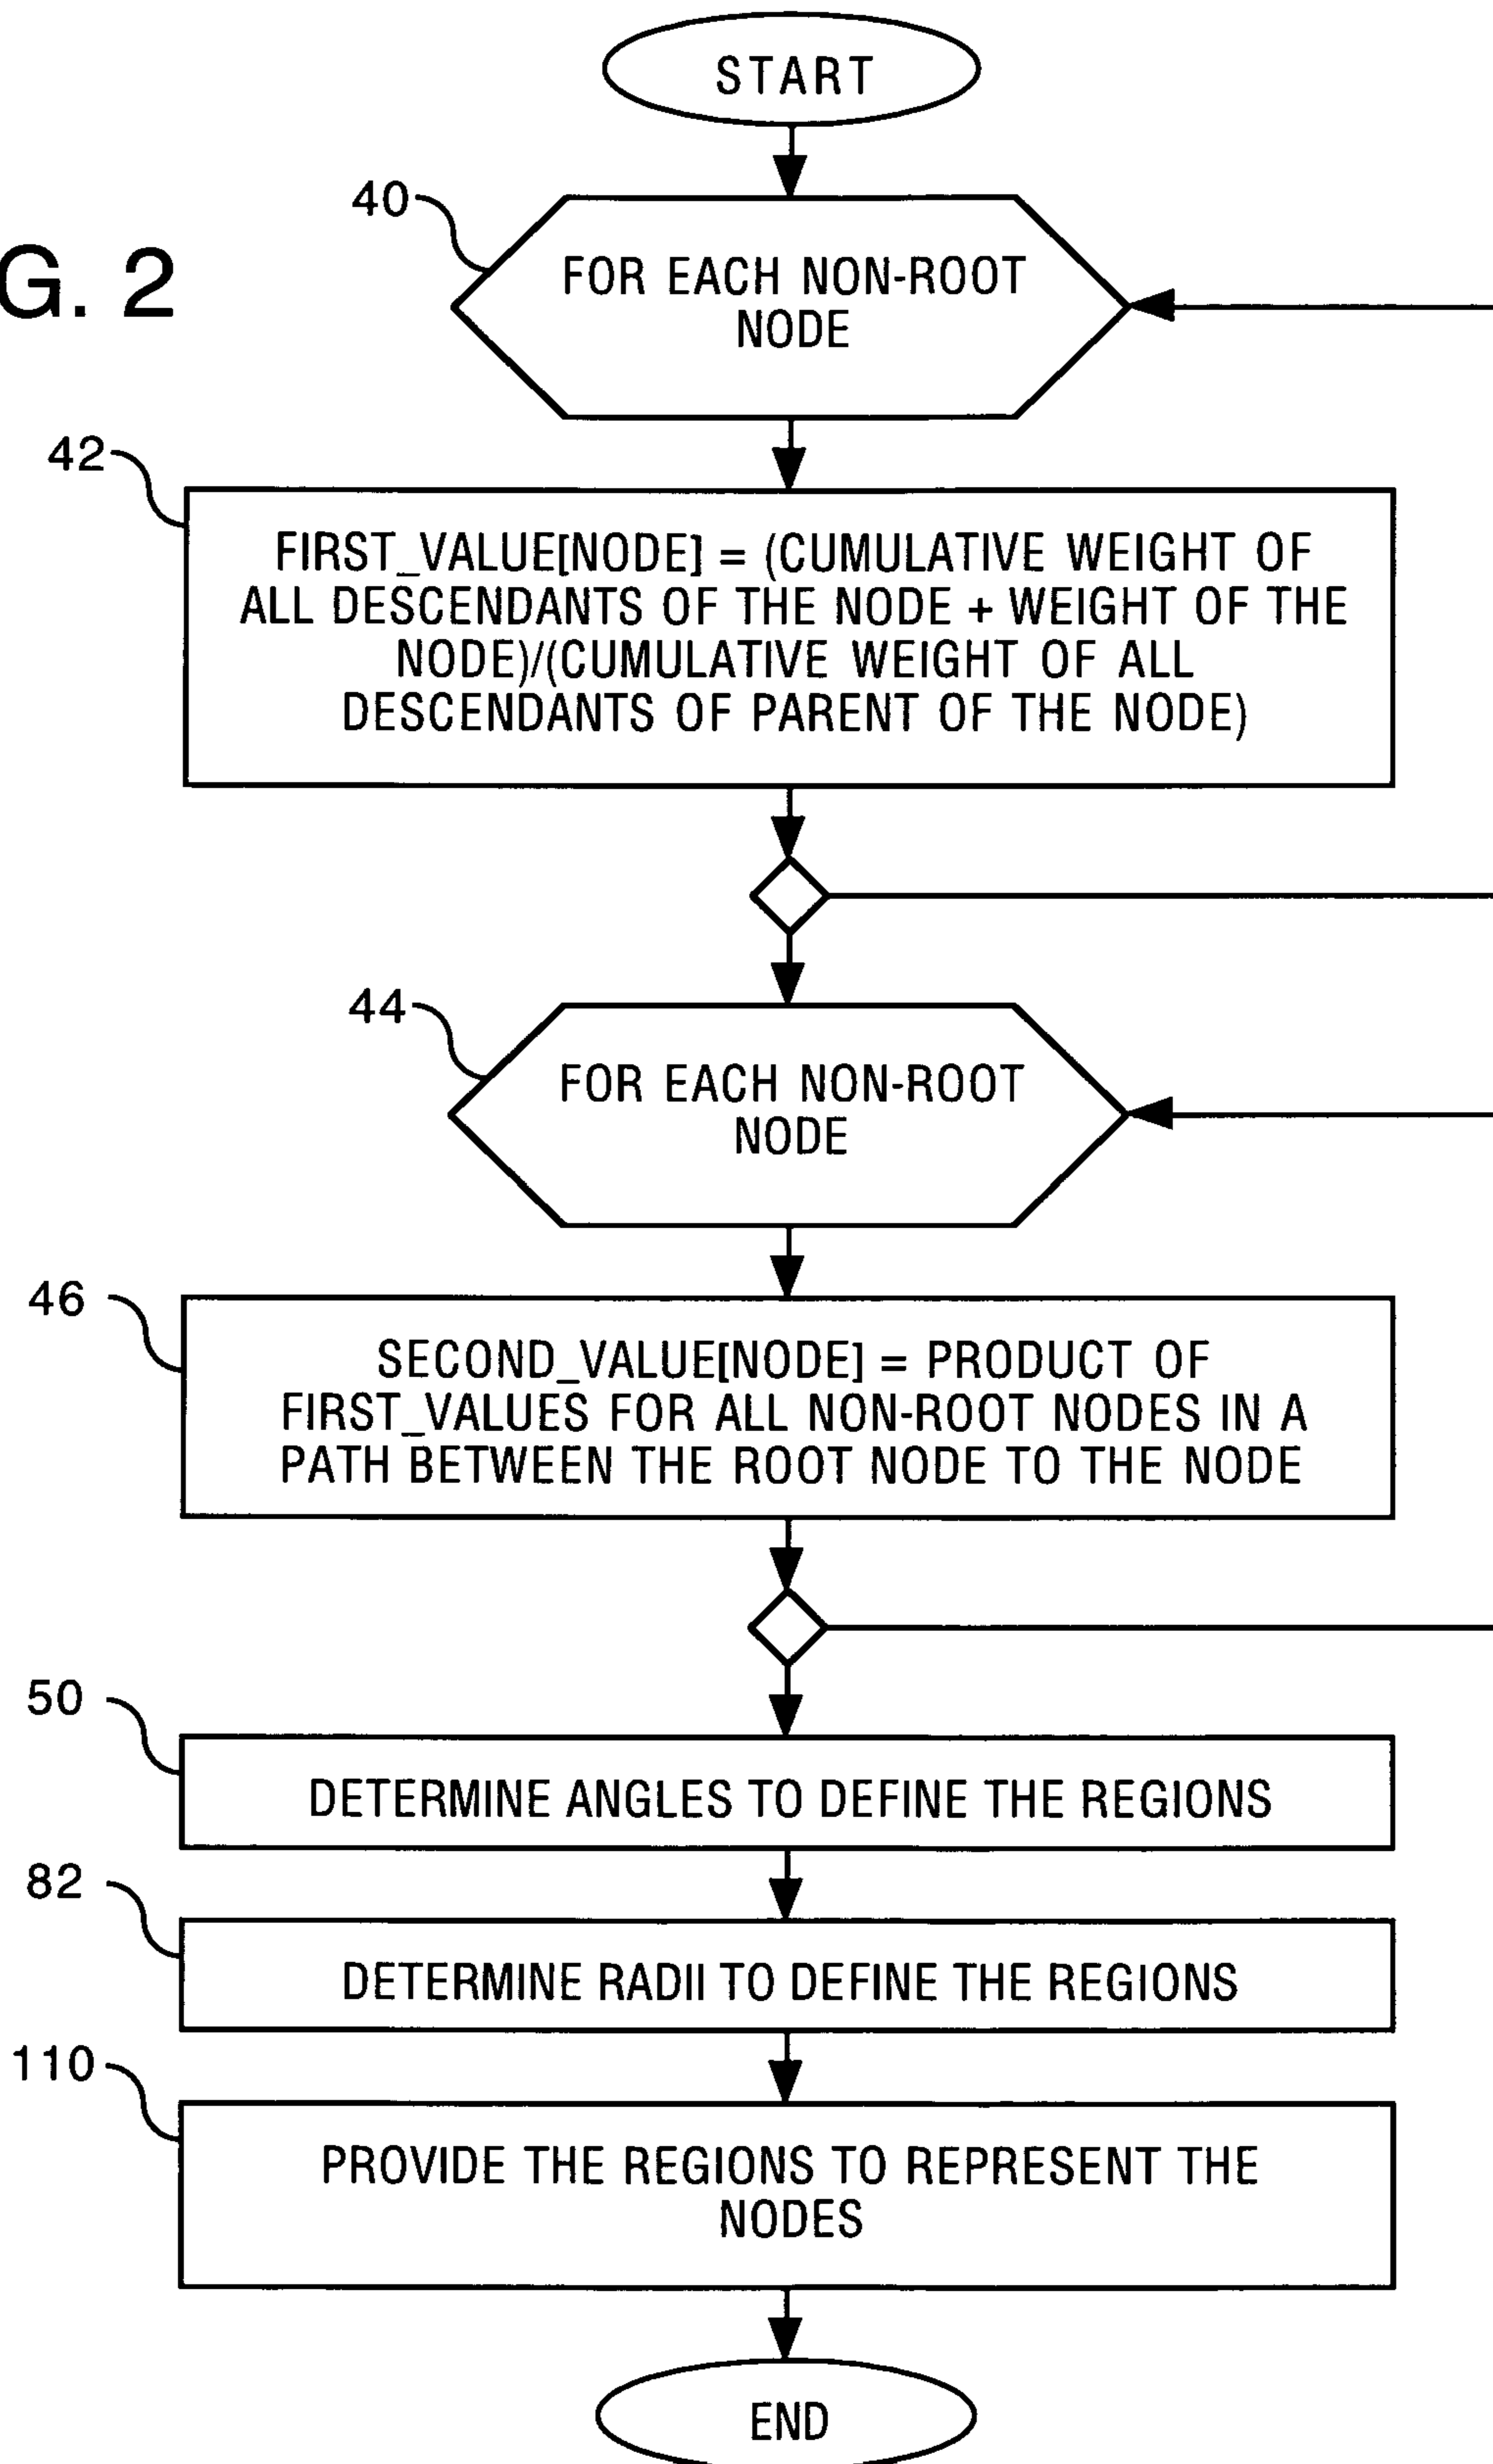 START
40
FOR EACH NON-ROOT
NODE
G. 2
42
FIRST_VALUE[NODE] = (CUMULATIVE WEIGHT OF
ALL DESCENDANTS OF THE NODE + WEIGHT OF THE
NODE)/(CUMULATIVE WEIGHT OF ALL
DESCENDANTS OF PARENT OF THE NODE)
44
FOR EACH NON-ROOT
NODE
46
SECOND_VALUE[NODE] = PRODUCT OF
FIRST_VALUES FOR ALL NON-ROOT NODES IN A
PATH BETWEEN THE ROOT NODE TO THE NODE
50
DETERMINE ANGLES TO DEFINE THE REGIONS
82
DETERMINE RADII TO DEFINE THE REGIONS
110
PROVIDE THE REGIONS TO REPRESENT THE
NODES
END